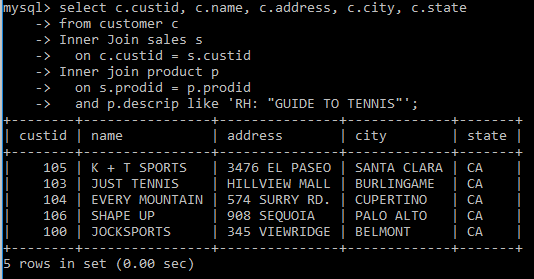 mysql> select c.custid, c.name, c.address, c.city, c.state
    -> from customer c
    -> Inner Join sales s
    ->  on c.custid = s.custid
    -> Inner join product p
    ->  on s.prodid = p.prodid
    ->  and p.descrip like 'RH: "GUIDE TO TENNIS"';
+--------+----------------+----------------+-------------+-------+
| custid | name           | address        | city        | state |
+--------+----------------+----------------+-------------+-------+
|    105 | K + T SPORTS   | 3476 EL PASEO  | SANTA CLARA | CA    |
|    103 | JUST TENNIS    | HILLVIEW MALL  | BURLINGAME  | CA    |
|    104 | EVERY MOUNTAIN | 574 SURRY RD.  | CUPERTINO   | CA    |
|    106 | SHAPE UP       | 908 SEQUOIA    | PALO ALTO   | CA    |
|    100 | JOCKSPORTS     | 345 VIEWRIDGE  | BELMONT     | CA    |
+--------+----------------+----------------+-------------+-------+
5 rows in set (0.00 sec)